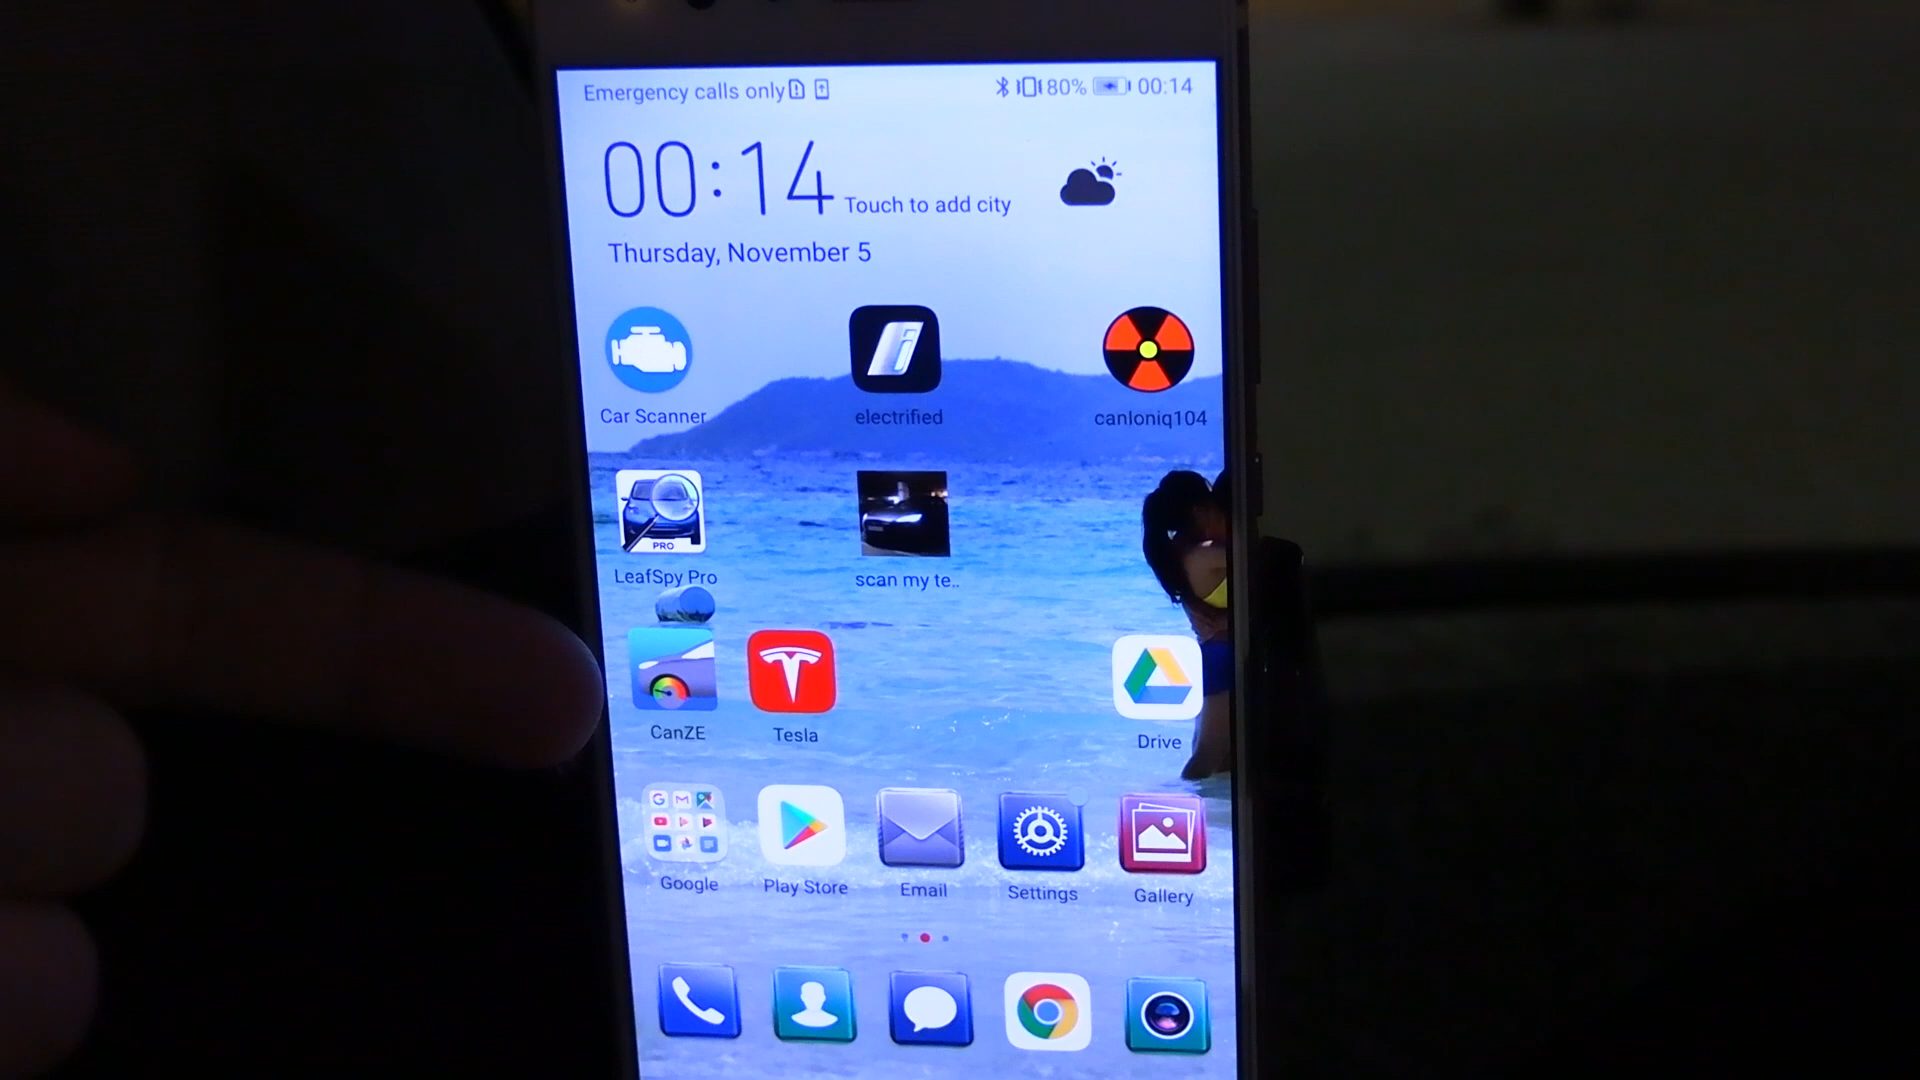 Emergency calls only
80% 00:14
00:14 Touch to add city
Thursday, November 5
Car Scanner
electrified
canIoniq104
PRO
LeafSpy Pro
scan my te..
CanZE
Tesla
Drive
Google
Play Store
Email
Settings
Gallery